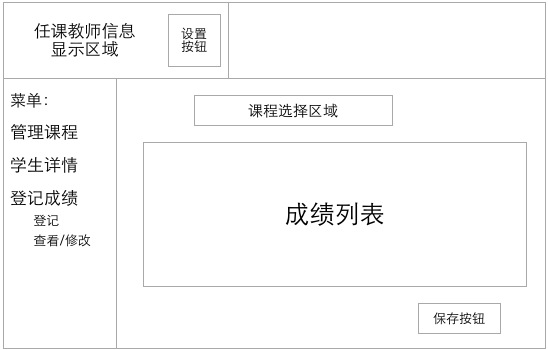 任课教师信息
显示区域
设置
按钮
菜单：
管理课程
学生详情
登记成绩
登记
查看/修改
课程选择区域
成绩列表
保存按钮